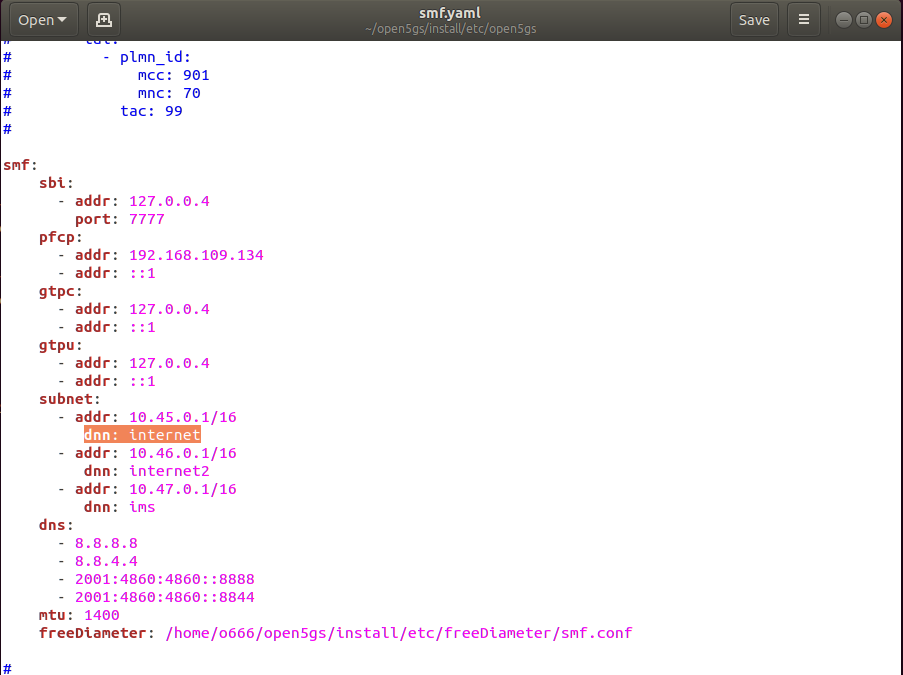 Open
smf.yaml
~/open5gs/install/etc/open5gs
Save
#
# - plmn_id:
# mcc: 901
# mnc: 70
# tac: 99
#
smf:
sbi:
- addr: 127.0.0.4
port: 7777
pfcp:
- addr: 192.168.109.134
- addr: ::1
gtpc:
- addr: 127.0.0.4
- addr: ::1
gtpu:
- addr: 127.0.0.4
- addr: ::1
subnet:
- addr: 10.45.0.1/16
dnn: internet
- addr: 10.46.0.1/16
dnn: internet2
- addr: 10.47.0.1/16
dnn: ims
dns:
- 8.8.8.8
- 8.8.4.4
- 2001:4860:4860::8888
- 2001:4860:4860::8844
mtu: 1400
freeDiameter: /home/o666/open5gs/install/etc/freeDiameter/smf.conf
#